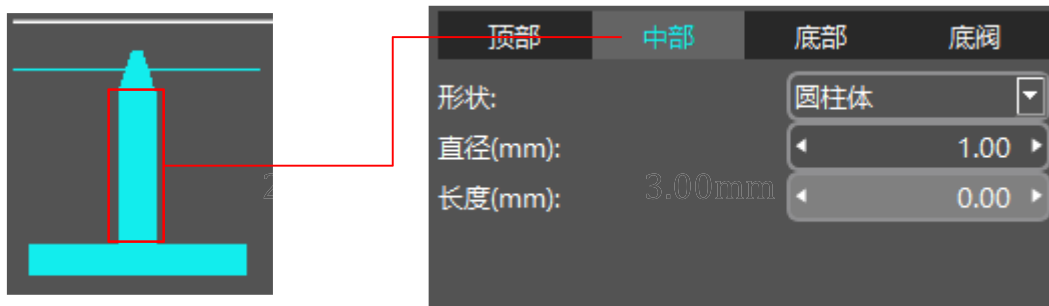 顶部 中部 底部 底阀
形状: 圆柱体
直径(mm): 1.00
3.00mm
长度(mm): 0.00